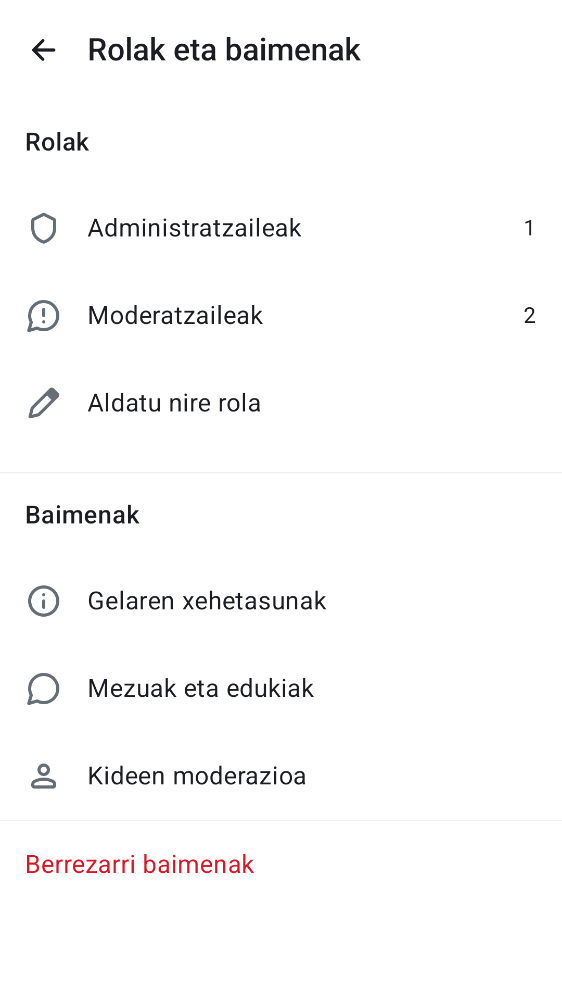 Rolak eta baimenak
Rolak
Administratzaileak 1
Moderatzaileak 2
Aldatu nire rola
Baimenak
Gelaren xehetasunak
Mezuak eta edukiak
Kideen moderazioa
Berrezarri baimenak